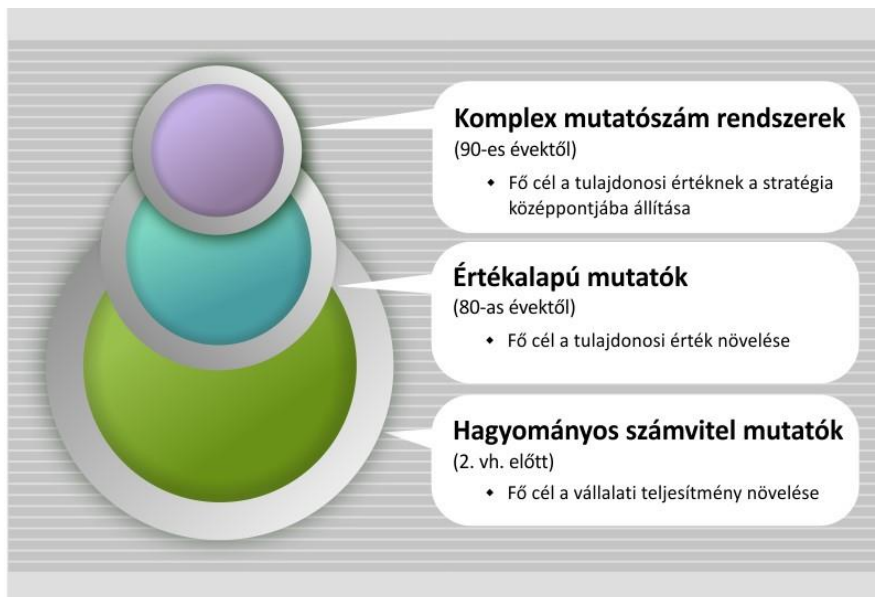 Komplex mutatószám rendszerek
(90-es évektől)
◆ Fő cél a tulajdonosi értéknek a stratégia
középpontjába állítása
Értékalapú mutatók
(80-as évektől)
◆ Fő cél a tulajdonosi érték növelése
Hagyományos számvitel mutatók
(2. vh. előtt)
◆ Fő cél a vállalati teljesítmény növelése